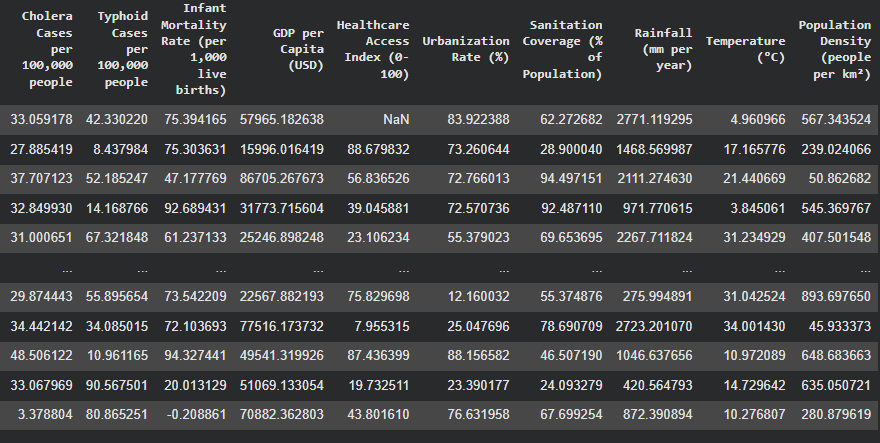 Cholera Cases per 100,000 people Typhoid Cases per 100,000 people Infant Mortality Rate (per 1,000 live births) GDP per Capita (USD) Healthcare Access Index (0-100) Urbanization Rate (%) Sanitation Coverage (% of Population) Rainfall (mm per year) Temperature (°C) Population Density (people per km²)
33.059178 42.330220 75.394165 57965.182638 NaN 83.922388 62.272682 2771.119295 4.960966 567.343524
27.885419 8.437984 75.303631 15996.016419 88.679832 73.260644 28.900040 1468.569987 17.165776 239.024066
37.707123 52.185247 47.177769 86705.267673 56.836526 72.766013 94.497151 2111.274630 21.440669 50.862682
32.849930 14.168766 92.689431 31773.715604 39.045881 72.570736 92.487110 971.770615 3.845061 545.369767
31.000651 67.321848 61.237133 25246.898248 23.106234 55.379023 69.653695 2267.711824 31.234929 407.501548
... ... ... ... ... ... ... ... ... ...
29.874443 55.895654 73.542209 22567.882193 75.829698 12.160032 55.374876 275.994891 31.042524 893.697650
34.442142 34.085015 72.103693 77516.173732 7.955315 25.047696 78.690709 2723.201070 34.001430 45.933373
48.506122 10.961165 94.327441 49541.319926 87.436399 88.156582 46.507190 1046.637656 10.972089 648.683663
33.067969 90.567501 20.013129 51069.133054 19.732511 23.390177 24.093279 420.564793 14.729642 635.050721
3.378804 80.865251 -0.208861 70882.362803 43.801610 76.631958 67.699254 872.390894 10.276807 280.879619